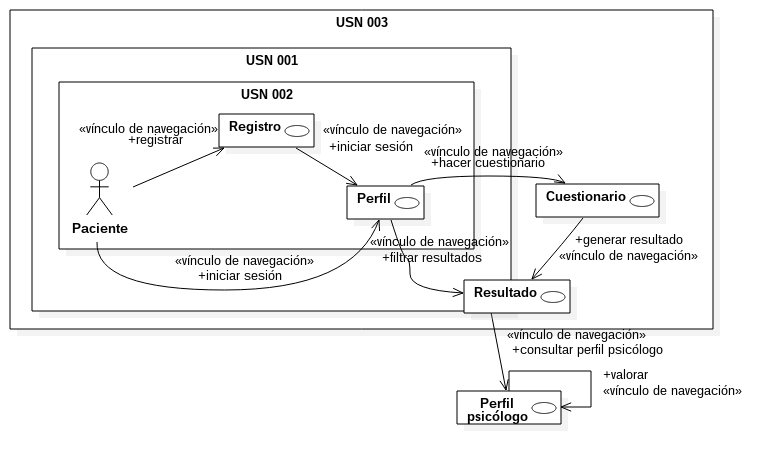 USN 003
USN 001
USN 002
«vínculo de navegación»
+registrar
Registro
«vínculo de navegación»
+iniciar sesión
«vínculo de navegación»
+hacer cuestionario
Paciente
Perfil
Cuestionario
«vínculo de navegación»
+iniciar sesión
«vínculo de navegación»
+filtrar resultados
+generar resultado
«vínculo de navegación»
Resultado
«vínculo de navegación»
+consultar perfil psicólogo
Perfil
psicólogo
+valorar
«vínculo de navegación»